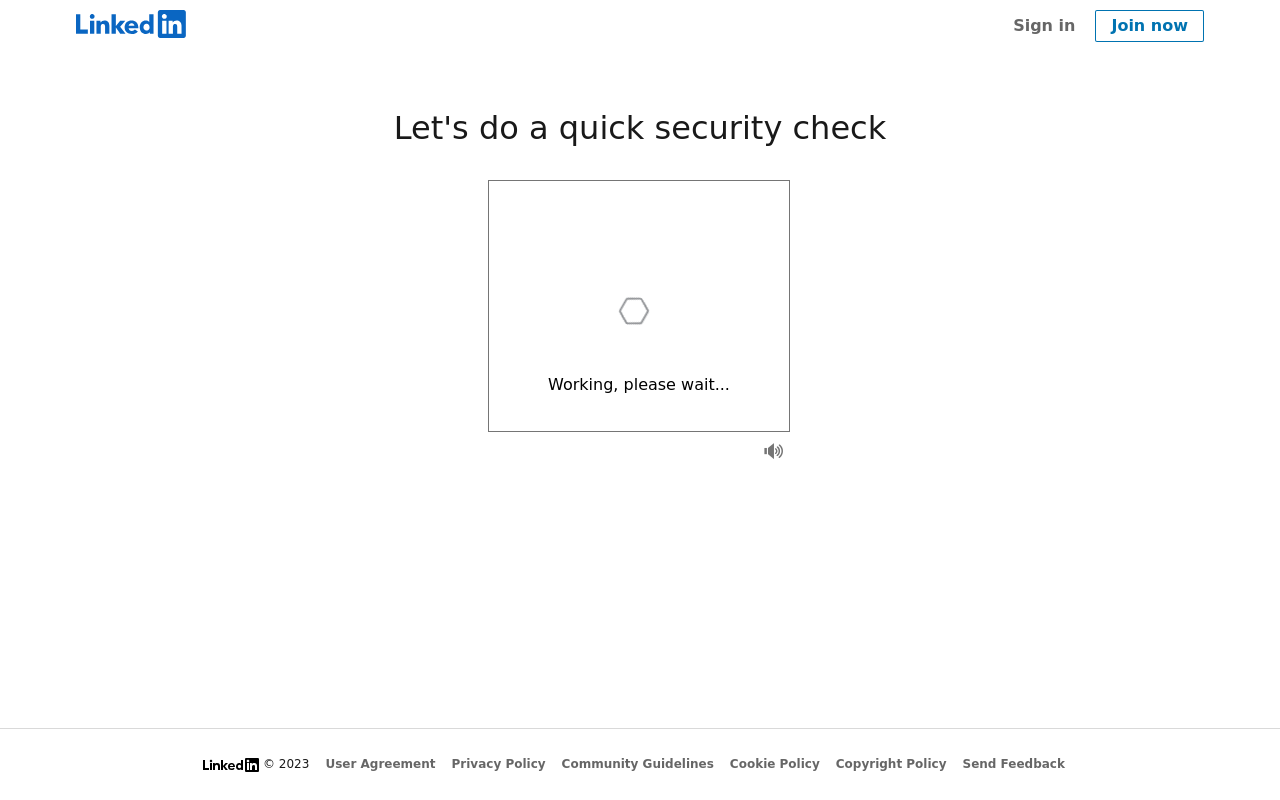 Linkedin
Sign in
Join now
Let's do a quick security check
Working, please wait...
Linkedin © 2023
User Agreement
Privacy Policy
Community Guidelines
Cookie Policy
Copyright Policy
Send Feedback